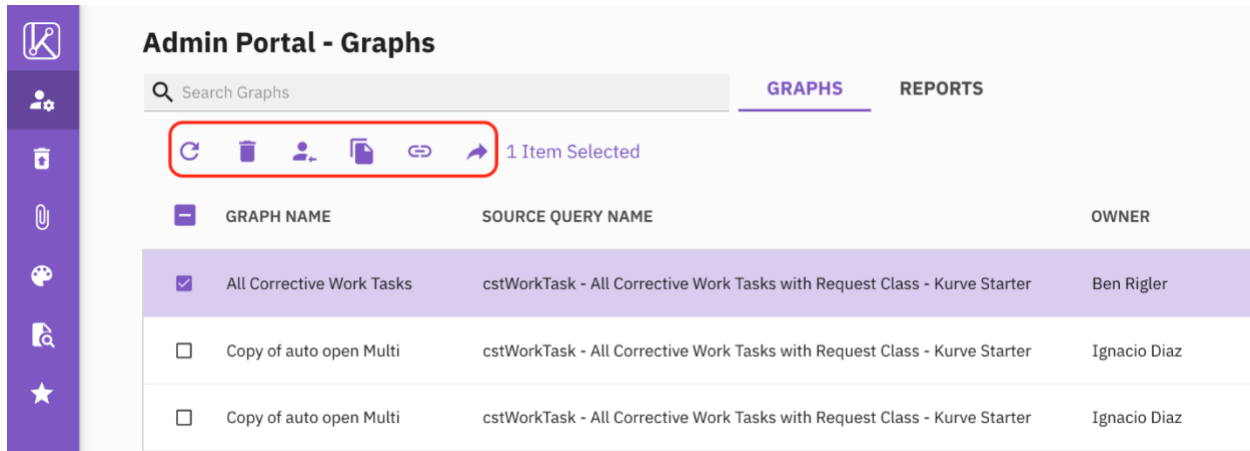 Admin Portal - Graphs
Search Graphs
GRAPHS REPORTS
1 Item Selected
GRAPH NAME SOURCE QUERY NAME OWNER
All Corrective Work Tasks cstWorkTask - All Corrective Work Tasks with Request Class - Kurve Starter Ben Rigler
Copy of auto open Multi cstWorkTask - All Corrective Work Tasks with Request Class - Kurve Starter Ignacio Diaz
Copy of auto open Multi cstWorkTask - All Corrective Work Tasks with Request Class - Kurve Starter Ignacio Diaz